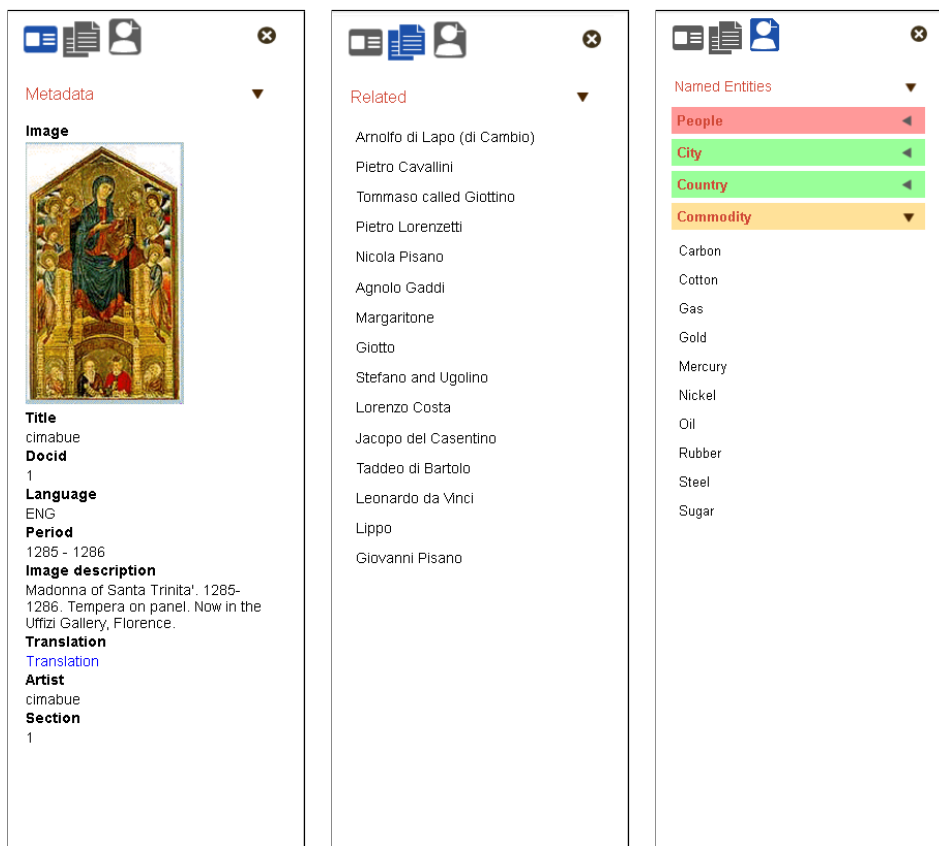 Metadata
Image
Title
cimabue
Docid
1
Language
ENG
Period
1285 - 1286
Image description
Madonna of Santa Trinita'. 1285-
1286. Tempera on panel. Now in the
Uffizi Gallery, Florence.
Translation
Translation
Artist
cimabue
Section
1
Related
Arnolfo di Lapo (di Cambio)
Pietro Cavallini
Tommaso called Giottino
Pietro Lorenzetti
Nicola Pisano
Agnolo Gaddi
Margaritone
Giotto
Stefano and Ugolino
Lorenzo Costa
Jacopo del Casentino
Taddeo di Bartolo
Leonardo da Vinci
Lippo
Giovanni Pisano
Named Entities
People
City
Country
Commodity
Carbon
Cotton
Gas
Gold
Mercury
Nickel
Oil
Rubber
Steel
Sugar